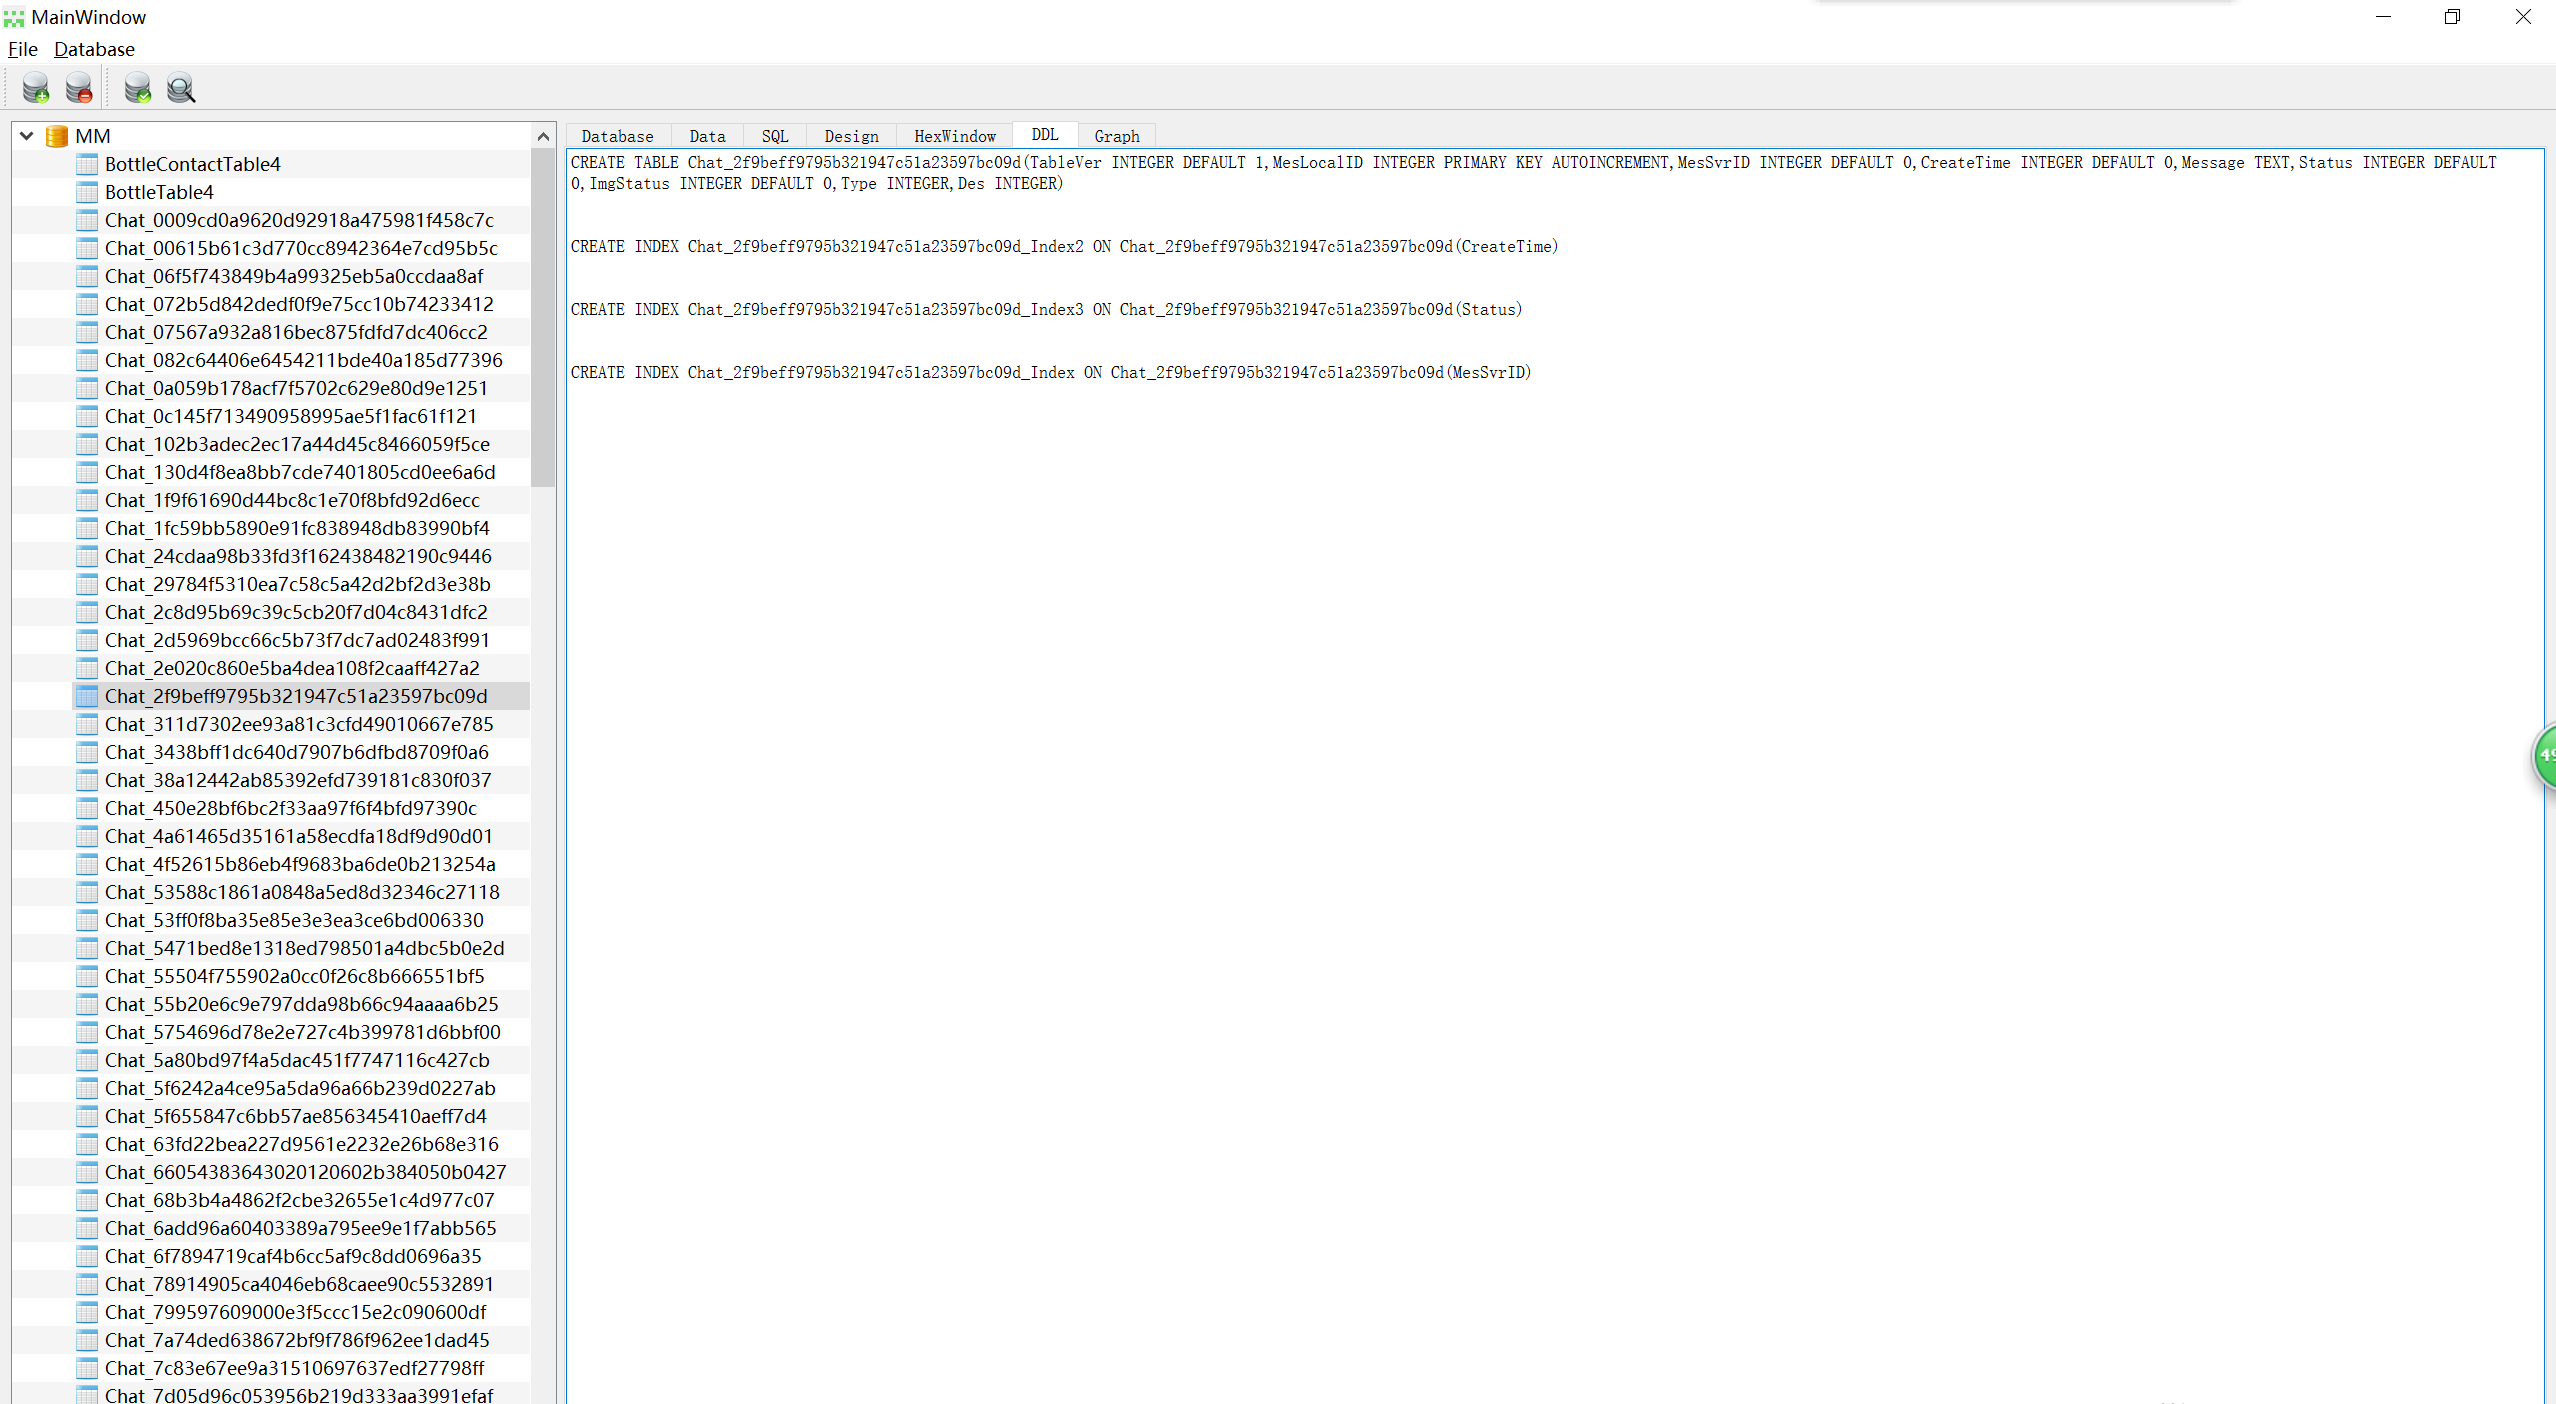 MainWindow
File Database
MM
BottleContactTable4
BottleTable4
Chat_0009cd0a9620d92918a475981f458c7c
Chat_00615b61c3d770cc8942364e7cd95b5c
Chat_06f5f743849b4a99325eb5a0ccdaa8af
Chat_072b5d842dedf0f9e75cc10b74233412
Chat_07567a932a816bec875fdfd7dc406cc2
Chat_082c64406e6454211bde40a185d77396
Chat_0a059b178acf7f5702c629e80d9e1251
Chat_0c145f713490958995ae5f1fac61f121
Chat_102b3adec2ec17a44d45c8466059f5ce
Chat_130d4f8ea8bb7cde7401805cd0ee6a6d
Chat_1f9f61690d44bc8c1e70f8bfd92d6ecc
Chat_1fc59bb5890e91fc838948db83990bf4
Chat_24cdaa98b33fd3f162438482190c9446
Chat_29784f5310ea7c58c5a42d2bf2d3e38b
Chat_2c8d95b69c39c5cb20f7d04c8431dfc2
Chat_2d5969bcc66c5b73f7dc7ad02483f991
Chat_2e020c860e5ba4dea108f2caaff427a2
Chat_2f9beff9795b321947c51a23597bc09d
Chat_311d7302ee93a81c3cfd49010667e785
Chat_3438bff1dc640d7907b6dfbd8709f0a6
Chat_38a12442ab85392efd739181c830f037
Chat_450e28bf6bc2f33aa97f6f4bfd97390c
Chat_4a61465d35161a58ecdfa18df9d90d01
Chat_4f52615b86eb4f9683ba6de0b213254a
Chat_53588c1861a0848a5ed8d32346c27118
Chat_53ff0f8ba35e85e3e3ea3ce6bd006330
Chat_5471bed8e1318ed798501a4dbc5b0e2d
Chat_55504f755902a0cc0f26c8b666551bf5
Chat_55b20e6c9e797dda98b66c94aaaa6b25
Chat_5754696d78e2e727c4b399781d6bbf00
Chat_5a80bd97f4a5dac451f7747116c427cb
Chat_5f6242a4ce95a5da96a66b239d0227ab
Chat_5f655847c6bb57ae856345410aeff7d4
Chat_63fd22bea227d9561e2232e26b68e316
Chat_66054383643020120602b384050b0427
Chat_68b3b4a4862f2cbe32655e1c4d977c07
Chat_6add96a60403389a795ee9e1f7abb565
Chat_6f7894719caf4b6cc5af9c8dd0696a35
Chat_78914905ca4046eb68caee90c5532891
Chat_799597609000e3f5ccc15e2c090600df
Chat_7a74ded638672bf9f786f962ee1dad45
Chat_7c83e67ee9a31510697637edf27798ff
Chat_7d05d96c053956b219d333aa3991efaf
Database Data SQL Design HexWindow DDL Graph
CREATE TABLE Chat_2f9beff9795b321947c51a23597bc09d(TableVer INTEGER DEFAULT 1,MesLocalID INTEGER PRIMARY KEY AUTOINCREMENT,MesSvrID INTEGER DEFAULT 0,CreateTime INTEGER DEFAULT 0,Message TEXT,Status INTEGER DEFAULT
0,ImgStatus INTEGER DEFAULT 0,Type INTEGER,Des INTEGER)
CREATE INDEX Chat_2f9beff9795b321947c51a23597bc09d_Index2 ON Chat_2f9beff9795b321947c51a23597bc09d(CreateTime)
CREATE INDEX Chat_2f9beff9795b321947c51a23597bc09d_Index3 ON Chat_2f9beff9795b321947c51a23597bc09d(Status)
CREATE INDEX Chat_2f9beff9795b321947c51a23597bc09d_Index ON Chat_2f9beff9795b321947c51a23597bc09d(MesSvrID)